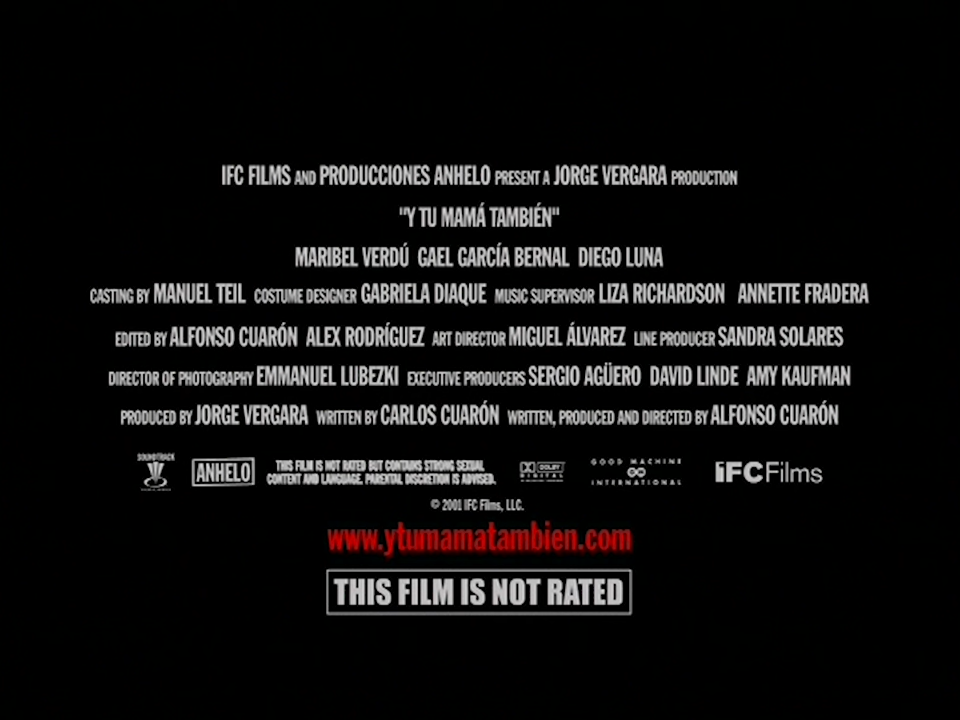 IFC FILMS AND PRODUCCIONES ANHELO PRESENT A JORGE VERGARA PRODUCTION
"Y TU MAMÁ TAMBIÉN"
MARIBEL VERDÚ GAEL GARCÍA BERNAL DIEGO LUNA
CASTING BY MANUEL TEIL COSTUME DESIGNER GABRIELA DIAQUE MUSIC SUPERVISOR LIZA RICHARDSON ANNETTE FRADERA
EDITED BY ALFONSO CUARÓN ALEX RODRÍGUEZ ART DIRECTOR MIGUEL ÁLVAREZ LINE PRODUCER SANDRA SOLARES
DIRECTOR OF PHOTOGRAPHY EMMANUEL LUBEZKI EXECUTIVE PRODUCERS SERGIO AGÜERO DAVID LINDE AMY KAUFMAN
PRODUCED BY JORGE VERGARA WRITTEN BY CARLOS CUARÓN WRITTEN, PRODUCED AND DIRECTED BY ALFONSO CUARÓN
SOUNDTRACK
ANHELO
THIS FILM IS NOT RATED BUT CONTAINS STRONG SEXUAL
CONTENT AND LANGUAGE. PARENTAL DISCRETION IS ADVISED.
DOLBY
DIGITAL
GOOD MACHINE
INTERNATIONAL
IFC Films
© 2001 IFC Films, LLC.
www.ytumamatambien.com
THIS FILM IS NOT RATED